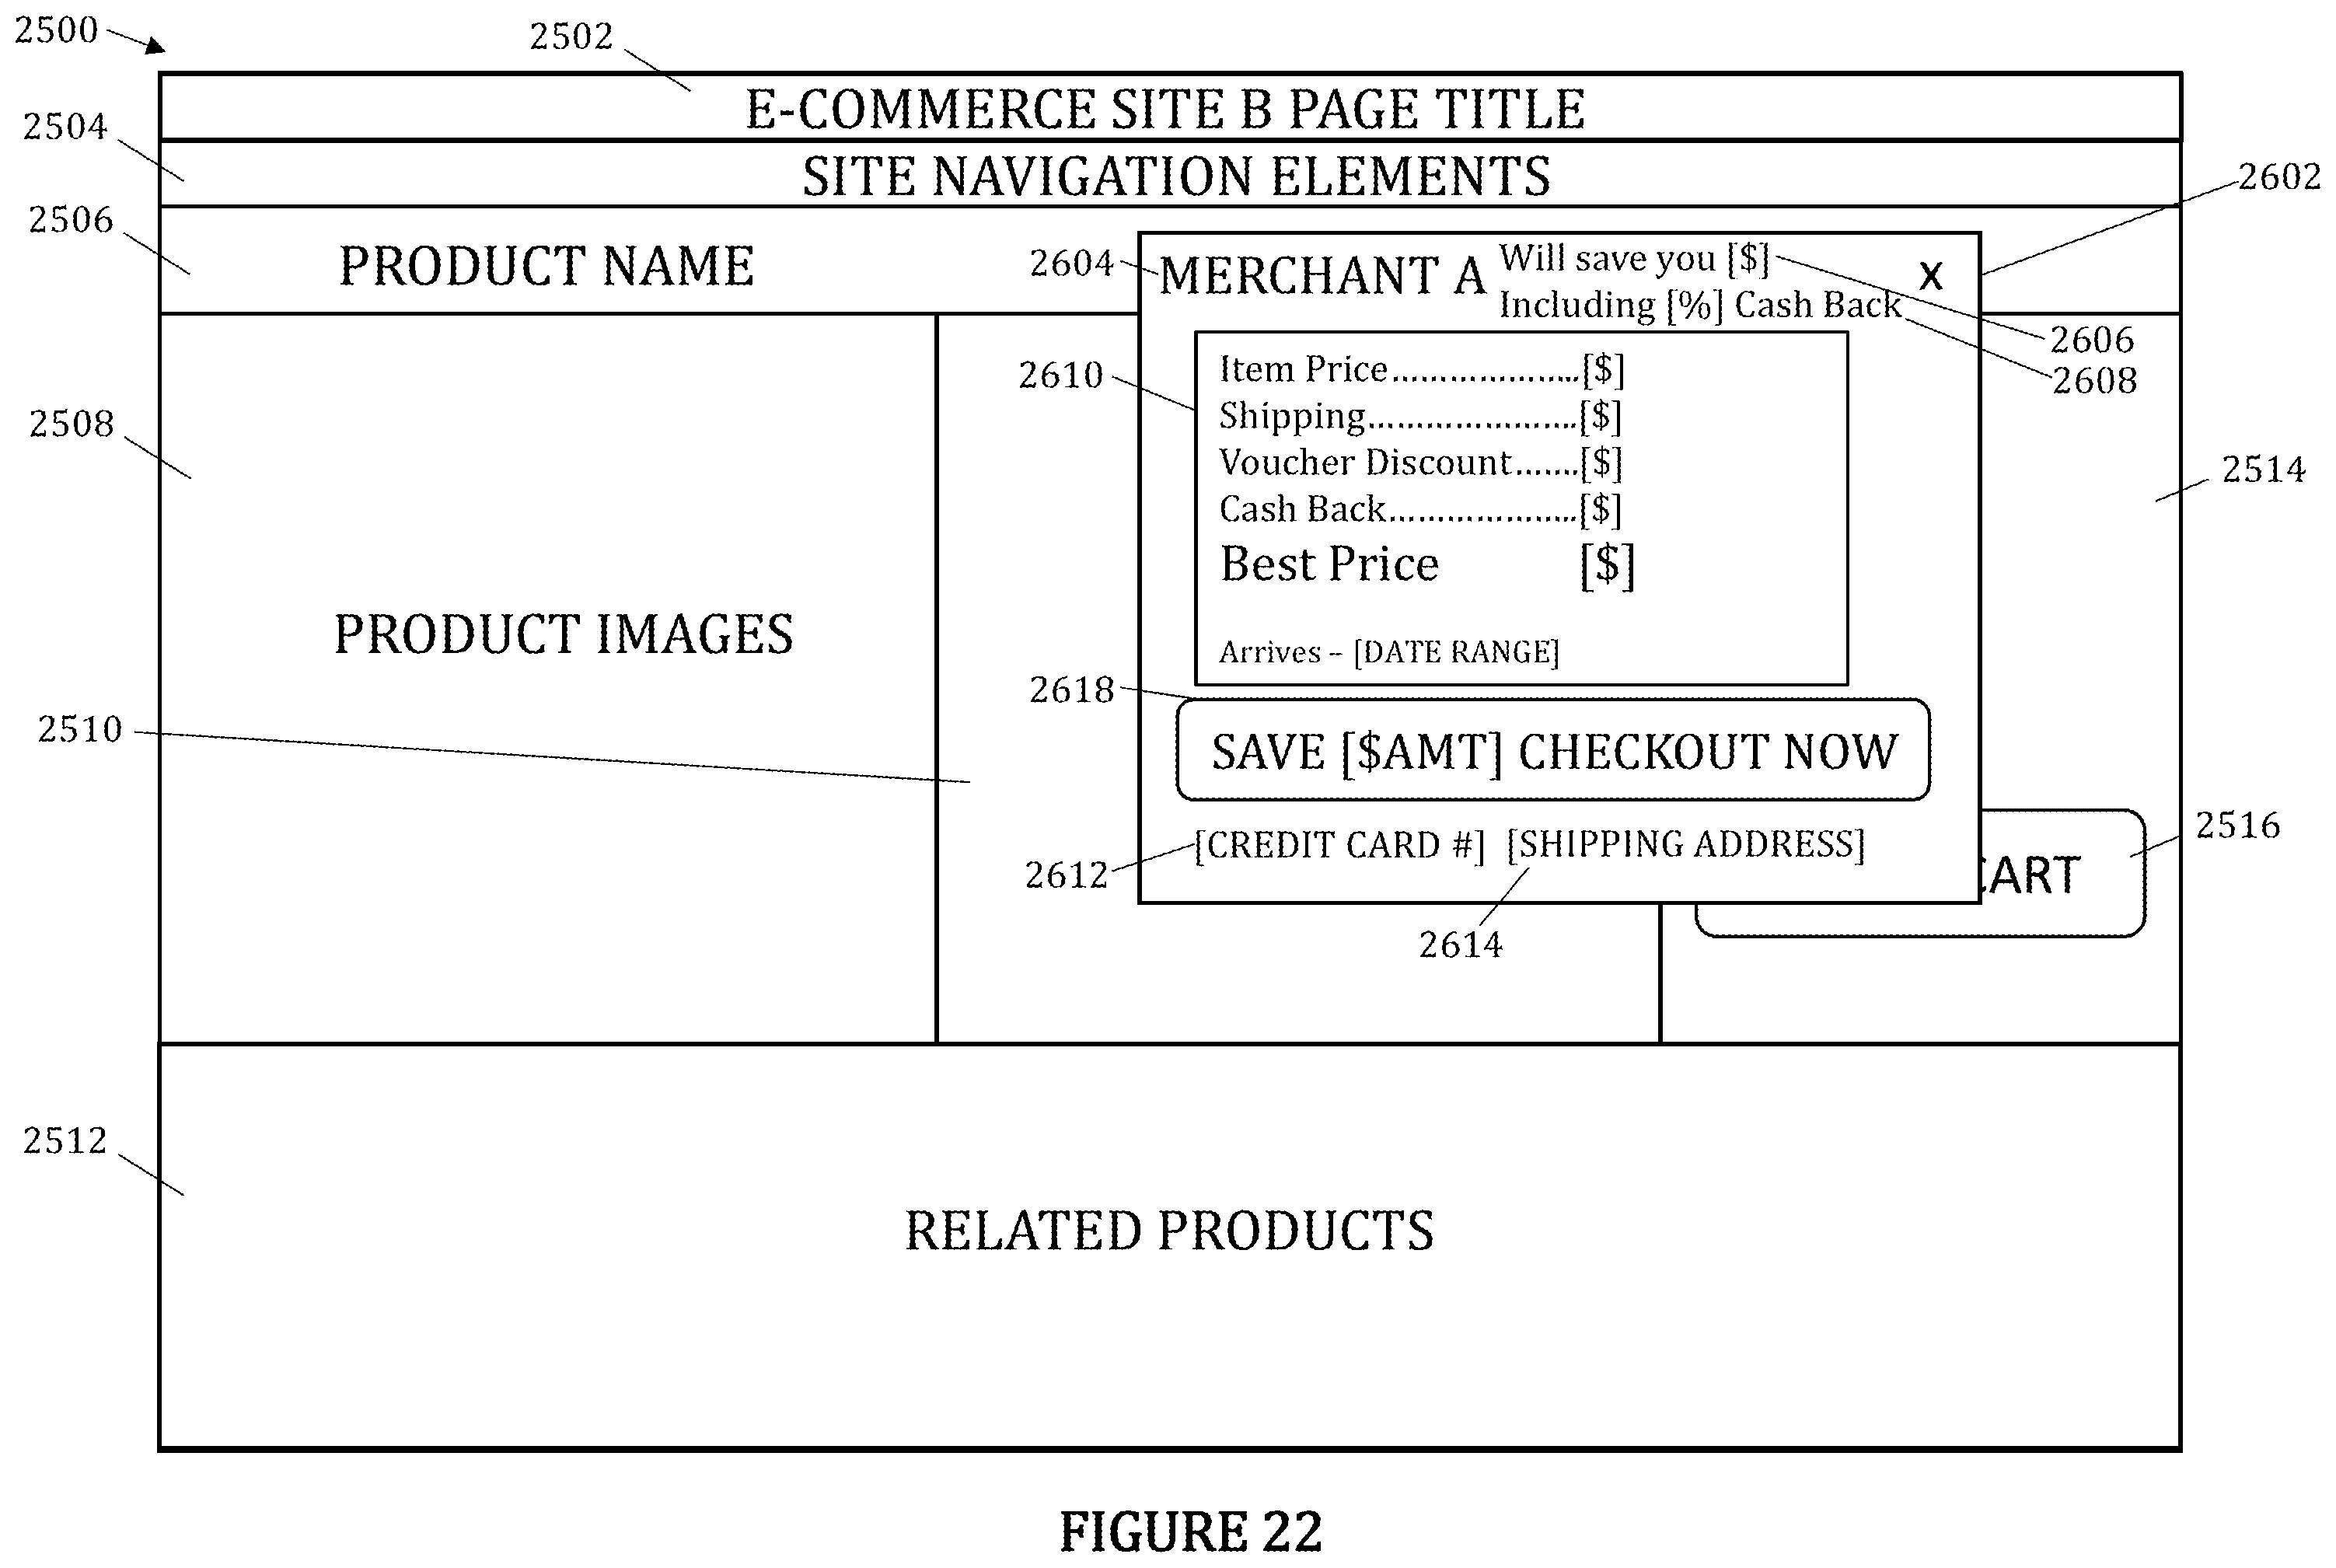 2500
2502
E-COMMERCE SITE B PAGE TITLE
2504
SITE NAVIGATION ELEMENTS
2602
2506
PRODUCT NAME
2604
MERCHANT A
Will save you [$]
Including [%] Cash Back
X
2606
2608
2610
Item Price...................[$]
Shipping.....................[$]
Voucher Discount.......[$]
Cash Back...................[$]
Best Price [$]
Arrives – [DATE RANGE]
2508
2514
PRODUCT IMAGES
2618
2510
SAVE [$AMT] CHECKOUT NOW
2516
[CREDIT CARD #] [SHIPPING ADDRESS]
2612
CART
2614
2512
RELATED PRODUCTS
FIGURE 22